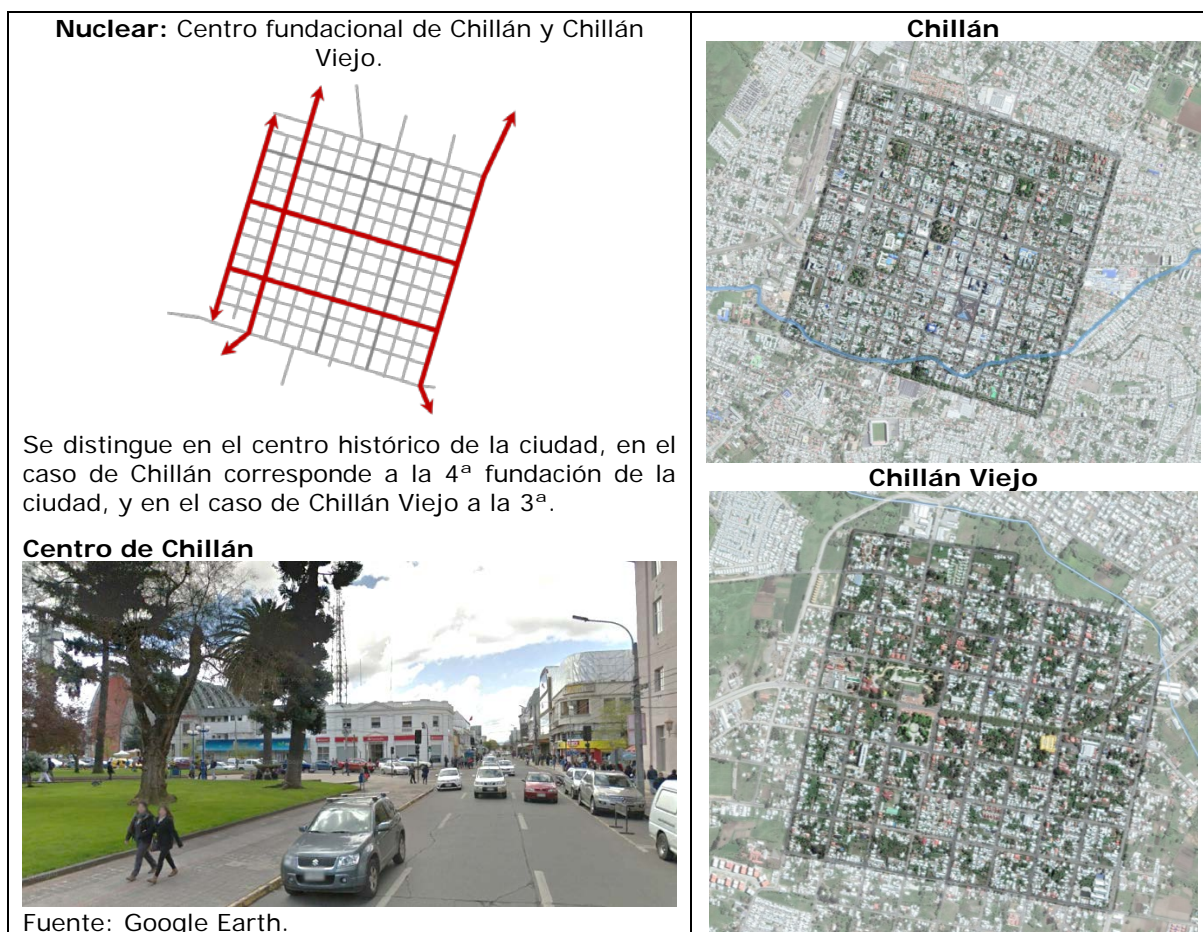 Nuclear: Centro fundacional de Chillán y Chillán
Viejo.
Se distingue en el centro histórico de la ciudad, en el
caso de Chillán corresponde a la 4ª fundación de la
ciudad, y en el caso de Chillán Viejo a la 3ª.
Centro de Chillán
Fuente: Google Earth.
Chillán
Chillán Viejo